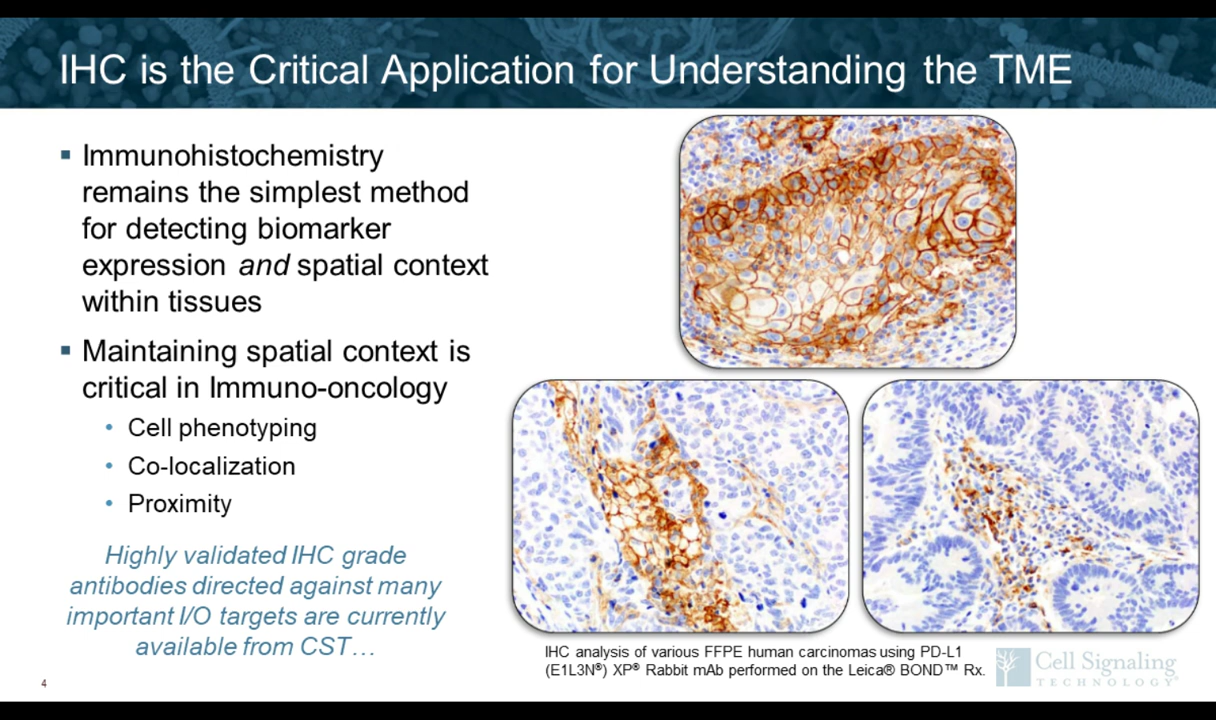 IHC is the Critical Application for Understanding the TME
▪ Immunohistochemistry
remains the simplest method
for detecting biomarker
expression and spatial context
within tissues
▪ Maintaining spatial context is
critical in Immuno-oncology
• Cell phenotyping
• Co-localization
• Proximity
Highly validated IHC grade
antibodies directed against many
important I/O targets are currently
available from CST…
IHC analysis of various FFPE human carcinomas using PD-L1
(E1L3N®) XP® Rabbit mAb performed on the Leica® BOND™ Rx.
Cell Signaling
TECHNOLOGY®
4